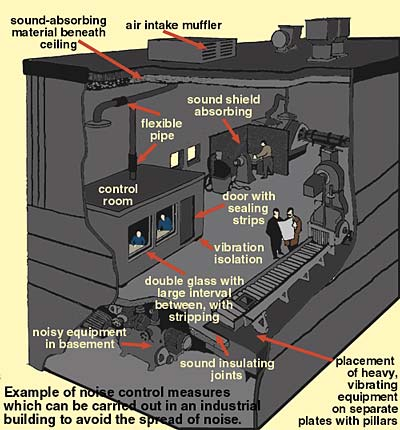 sound-absorbing
material beneath
ceiling
air intake muffler
sound shield
absorbing
flexible
pipe
control
room
door with
sealing
strips
vibration
isolation
double glass with
large interval
between, with
stripping
noisy equipment
in basement
sound insulating
joints
placement
of heavy,
vibrating
equipment
on separate
plates with pillars
Example of noise control measures
which can be carried out in an industrial
building to avoid the spread of noise.